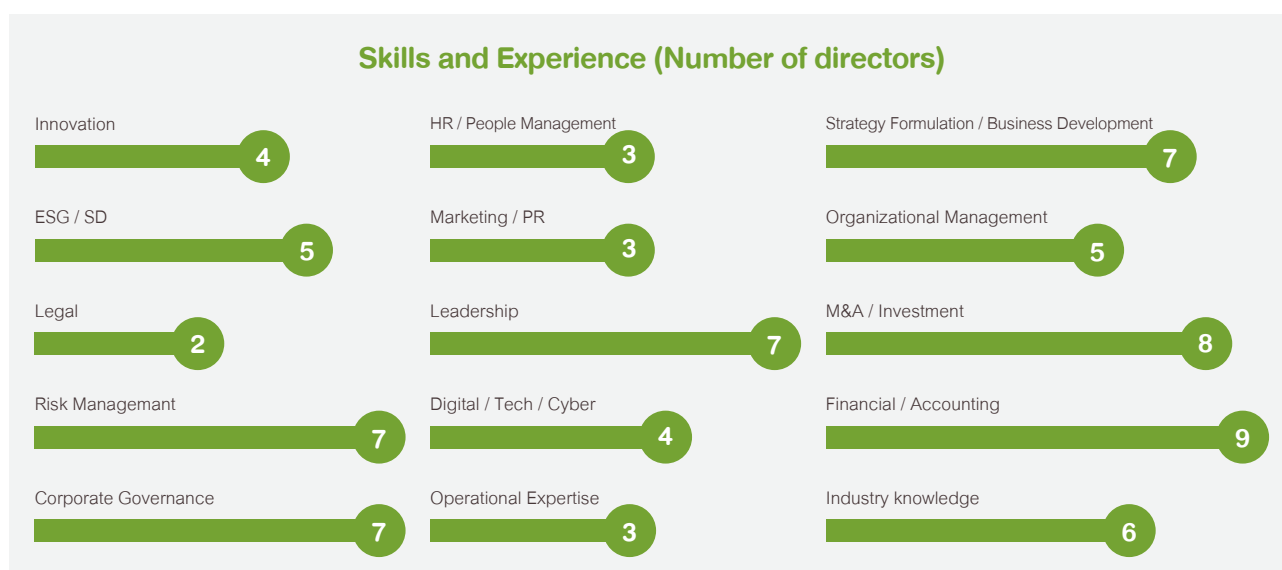 Skills and Experience (Number of directors)
Innovation
4
HR / People Management
3
Strategy Formulation / Business Development
7
ESG / SD
5
Marketing / PR
3
Organizational Management
5
Legal
2
Leadership
7
M&A / Investment
8
Risk Managemant
7
Digital / Tech / Cyber
4
Financial / Accounting
9
Corporate Governance
7
Operational Expertise
3
Industry knowledge
6